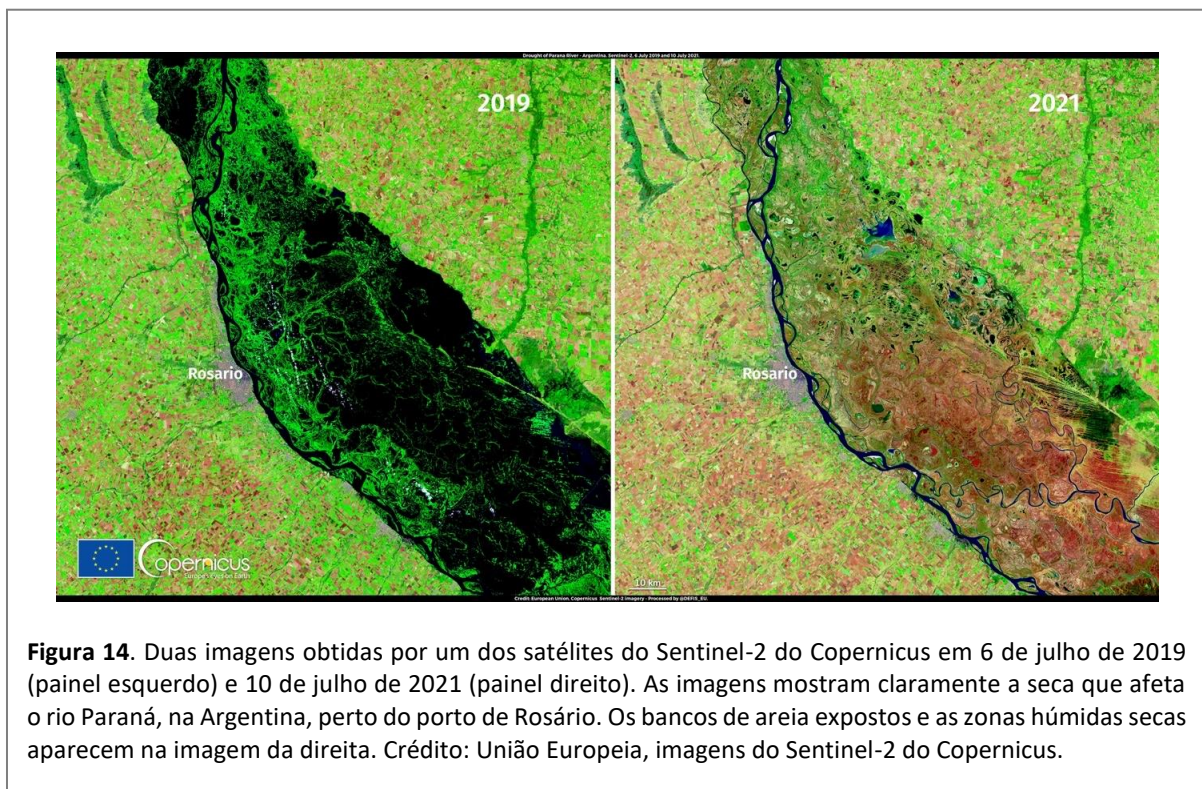 Drought of Parana River - Argentina. Sentinel-2, 6 July 2019 and 10 July 2021.
2019
2021
Rosario
Rosario
Copernicus
Europe's Eyes on Earth
10 km
Credit: European Union, Copernicus Sentinel-2 imagery - Processed by @DEFIS_EU.
Figura 14. Duas imagens obtidas por um dos satélites do Sentinel-2 do Copernicus em 6 de julho de 2019
(painel esquerdo) e 10 de julho de 2021 (painel direito). As imagens mostram claramente a seca que afeta
o rio Paraná, na Argentina, perto do porto de Rosário. Os bancos de areia expostos e as zonas húmidas secas
aparecem na imagem da direita. Crédito: União Europeia, imagens do Sentinel-2 do Copernicus.